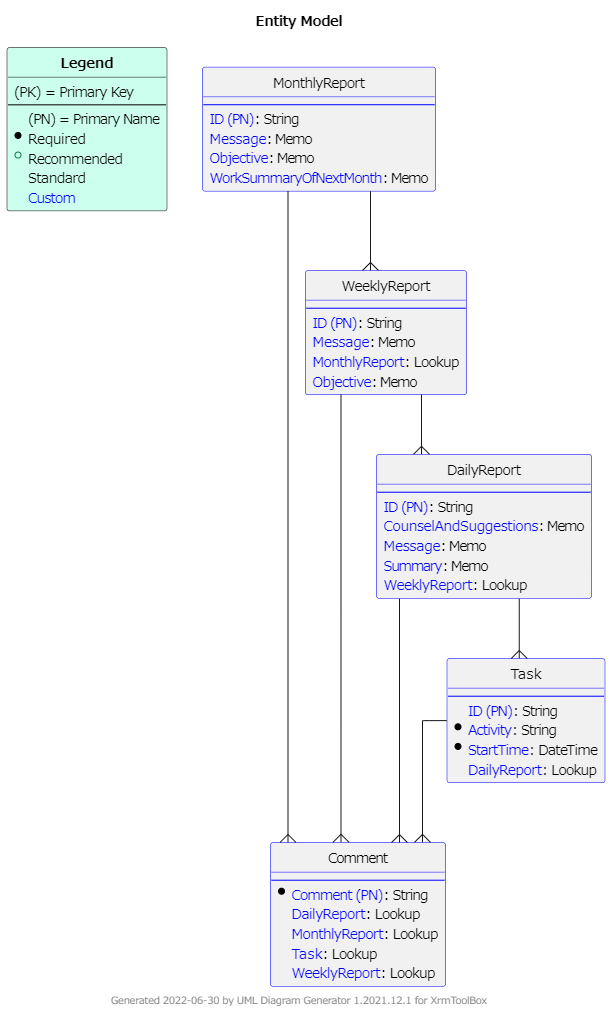 Entity Model
Legend
(PK) = Primary Key
(PN) = Primary Name
Required
Recommended
Standard
Custom
MonthlyReport
ID (PN): String
Message: Memo
Objective: Memo
WorkSummaryOfNextMonth: Memo
WeeklyReport
ID (PN): String
Message: Memo
MonthlyReport: Lookup
Objective: Memo
DailyReport
ID (PN): String
CounselAndSuggestions: Memo
Message: Memo
Summary: Memo
WeeklyReport: Lookup
Task
ID (PN): String
Activity: String
StartTime: DateTime
DailyReport: Lookup
Comment
Comment (PN): String
DailyReport: Lookup
MonthlyReport: Lookup
Task: Lookup
WeeklyReport: Lookup
Generated 2022-06-30 by UML Diagram Generator 1.2021.12.1 for XrmToolBox